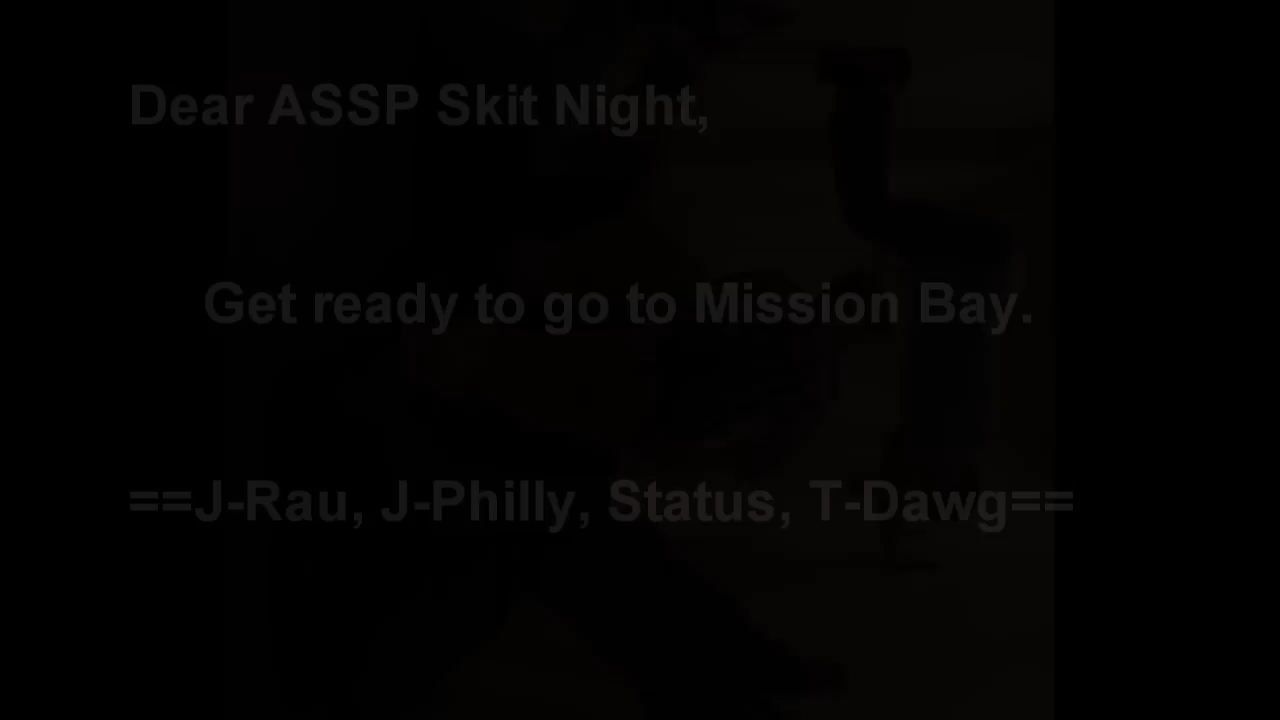 Dear ASSP Skit Night,
Get ready to go to Mission Bay.
==J-Rau, J-Philly, Status, T-Dawg==